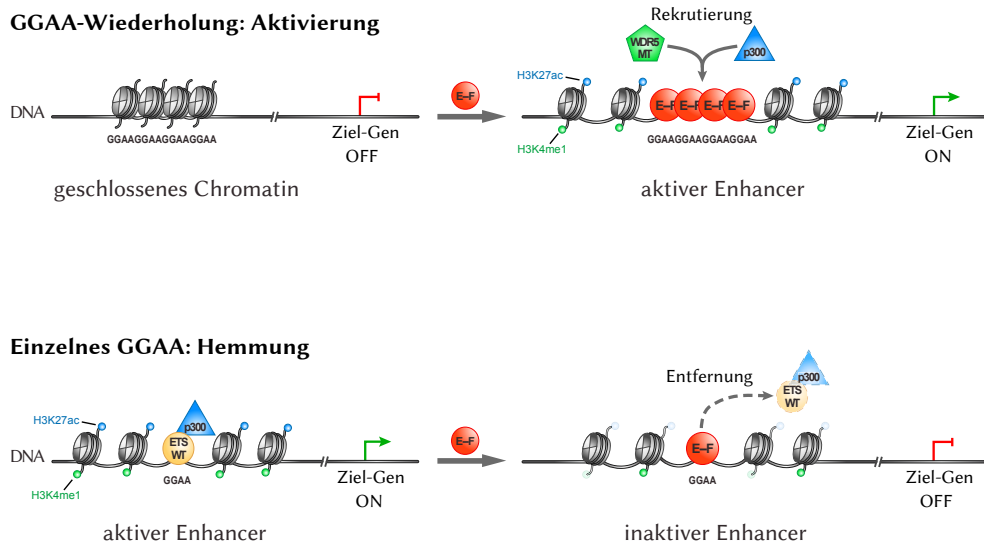 GGAA-Wiederholung: Aktivierung
Rekrutierung
WDR5
MT
p300
H3K27ac
DNA
E–F
E–F E–F E–F E–F
GGAAGGAAGGAAGGAA
Ziel-Gen
OFF
H3K4me1
GGAAGGAAGGAAGGAA
Ziel-Gen
ON
geschlossenes Chromatin
aktiver Enhancer
Einzelnes GGAA: Hemmung
Entfernung
p300
ETS
WT
H3K27ac
p300
ETS
WT
DNA
E–F
E–F
H3K4me1
GGAA
Ziel-Gen
ON
GGAA
Ziel-Gen
OFF
aktiver Enhancer
inaktiver Enhancer